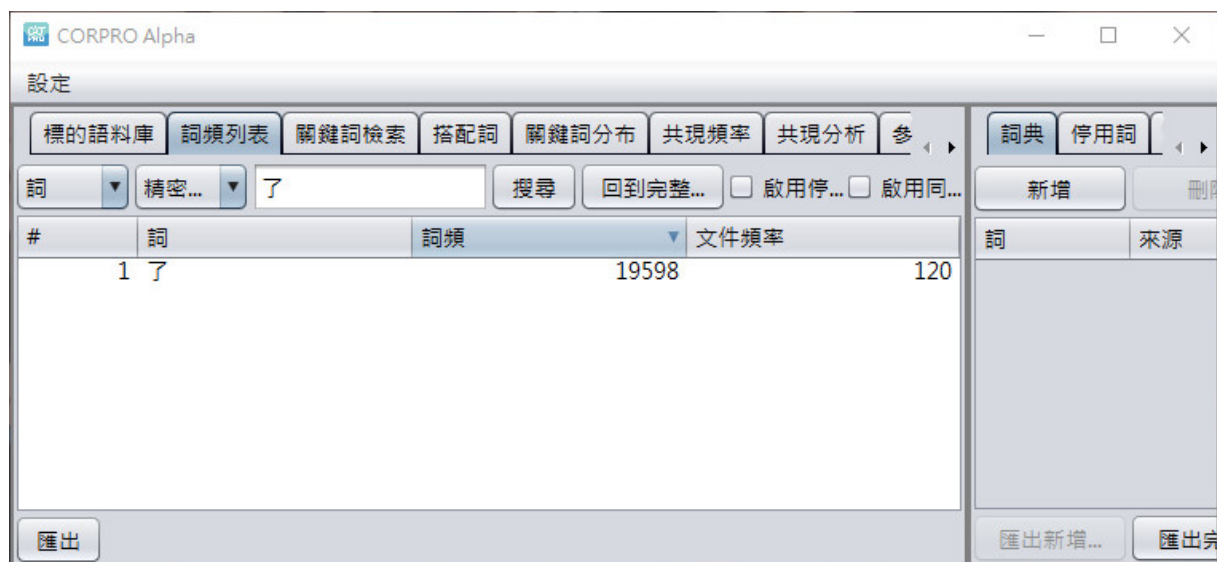 CORPRO Alpha
設定
標的語料庫 詞頻列表 關鍵詞檢索 搭配詞 關鍵詞分布 共現頻率 共現分析 參 詞典 停用詞
詞 精密... 了 搜尋 回到完整... 啟用停... 啟用同... 新增 刪
# 詞 詞頻 文件頻率 詞 來源
1 了 19598 120
匯出 匯出新增... 匯出完